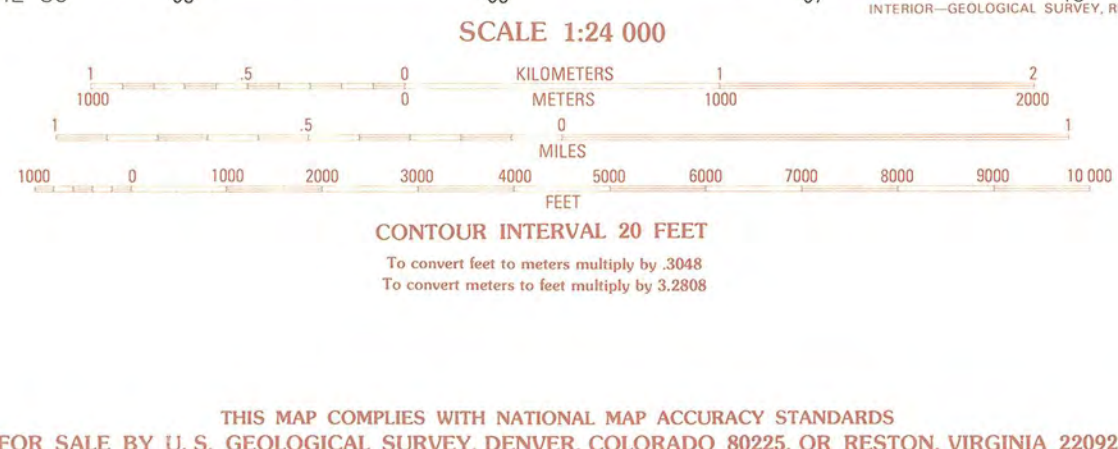 INTERIOR—GEOLOGICAL SURVEY, R
SCALE 1:24 000
1 .5 0 KILOMETERS 1 2
1000 0 METERS 1000 2000
1 .5 0 1
MILES
1000 0 1000 2000 3000 4000 5000 6000 7000 8000 9000 10 000
FEET
CONTOUR INTERVAL 20 FEET
To convert feet to meters multiply by .3048
To convert meters to feet multiply by 3.2808
THIS MAP COMPLIES WITH NATIONAL MAP ACCURACY STANDARDS
FOR SALE BY U. S. GEOLOGICAL SURVEY, DENVER, COLORADO 80225, OR RESTON, VIRGINIA 22092